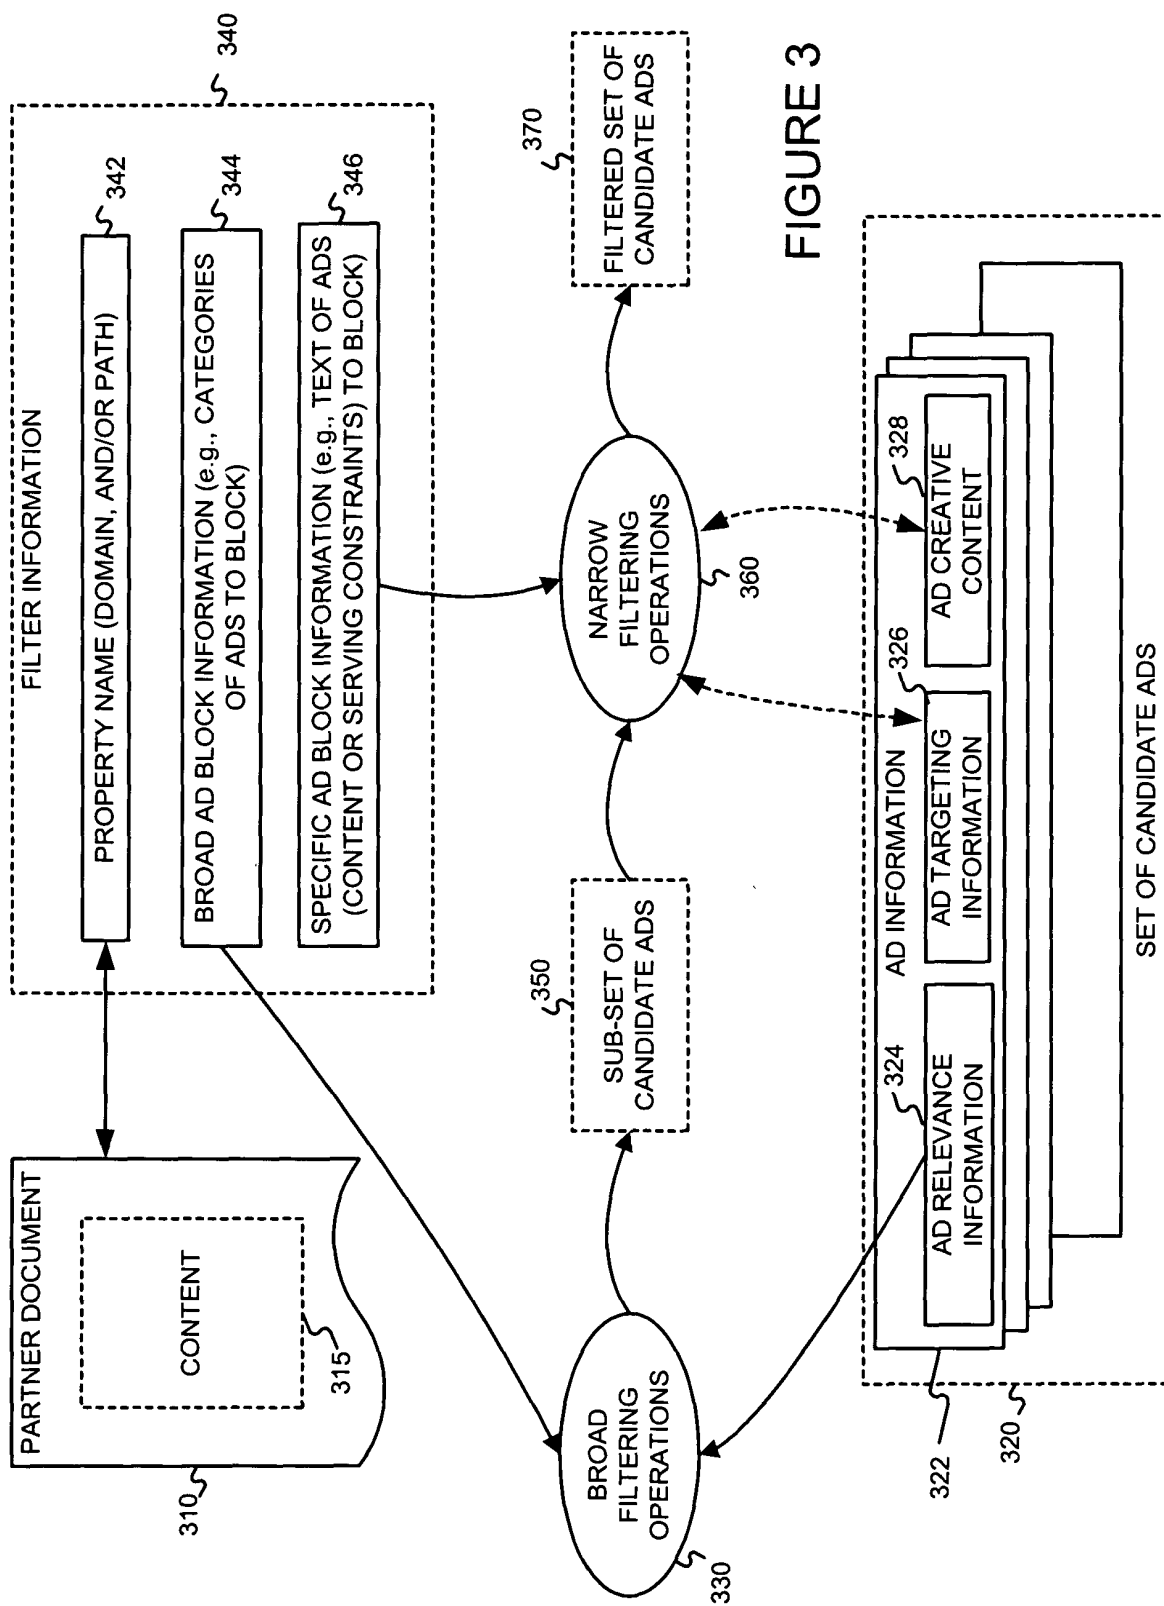 PARTNER DOCUMENT
CONTENT
315
310
FILTER INFORMATION
PROPERTY NAME (DOMAIN, AND/OR PATH)
342
BROAD AD BLOCK INFORMATION (e.g., CATEGORIES
OF ADS TO BLOCK)
344
SPECIFIC AD BLOCK INFORMATION (e.g., TEXT OF ADS
(CONTENT OR SERVING CONSTRAINTS) TO BLOCK)
346
340
BROAD
FILTERING
OPERATIONS
330
SUB-SET OF
CANDIDATE ADS
350
NARROW
FILTERING
OPERATIONS
360
FILTERED SET OF
CANDIDATE ADS
370
FIGURE 3
AD INFORMATION
AD RELEVANCE
INFORMATION
324
AD TARGETING
INFORMATION
326
AD CREATIVE
CONTENT
328
322
320
SET OF CANDIDATE ADS